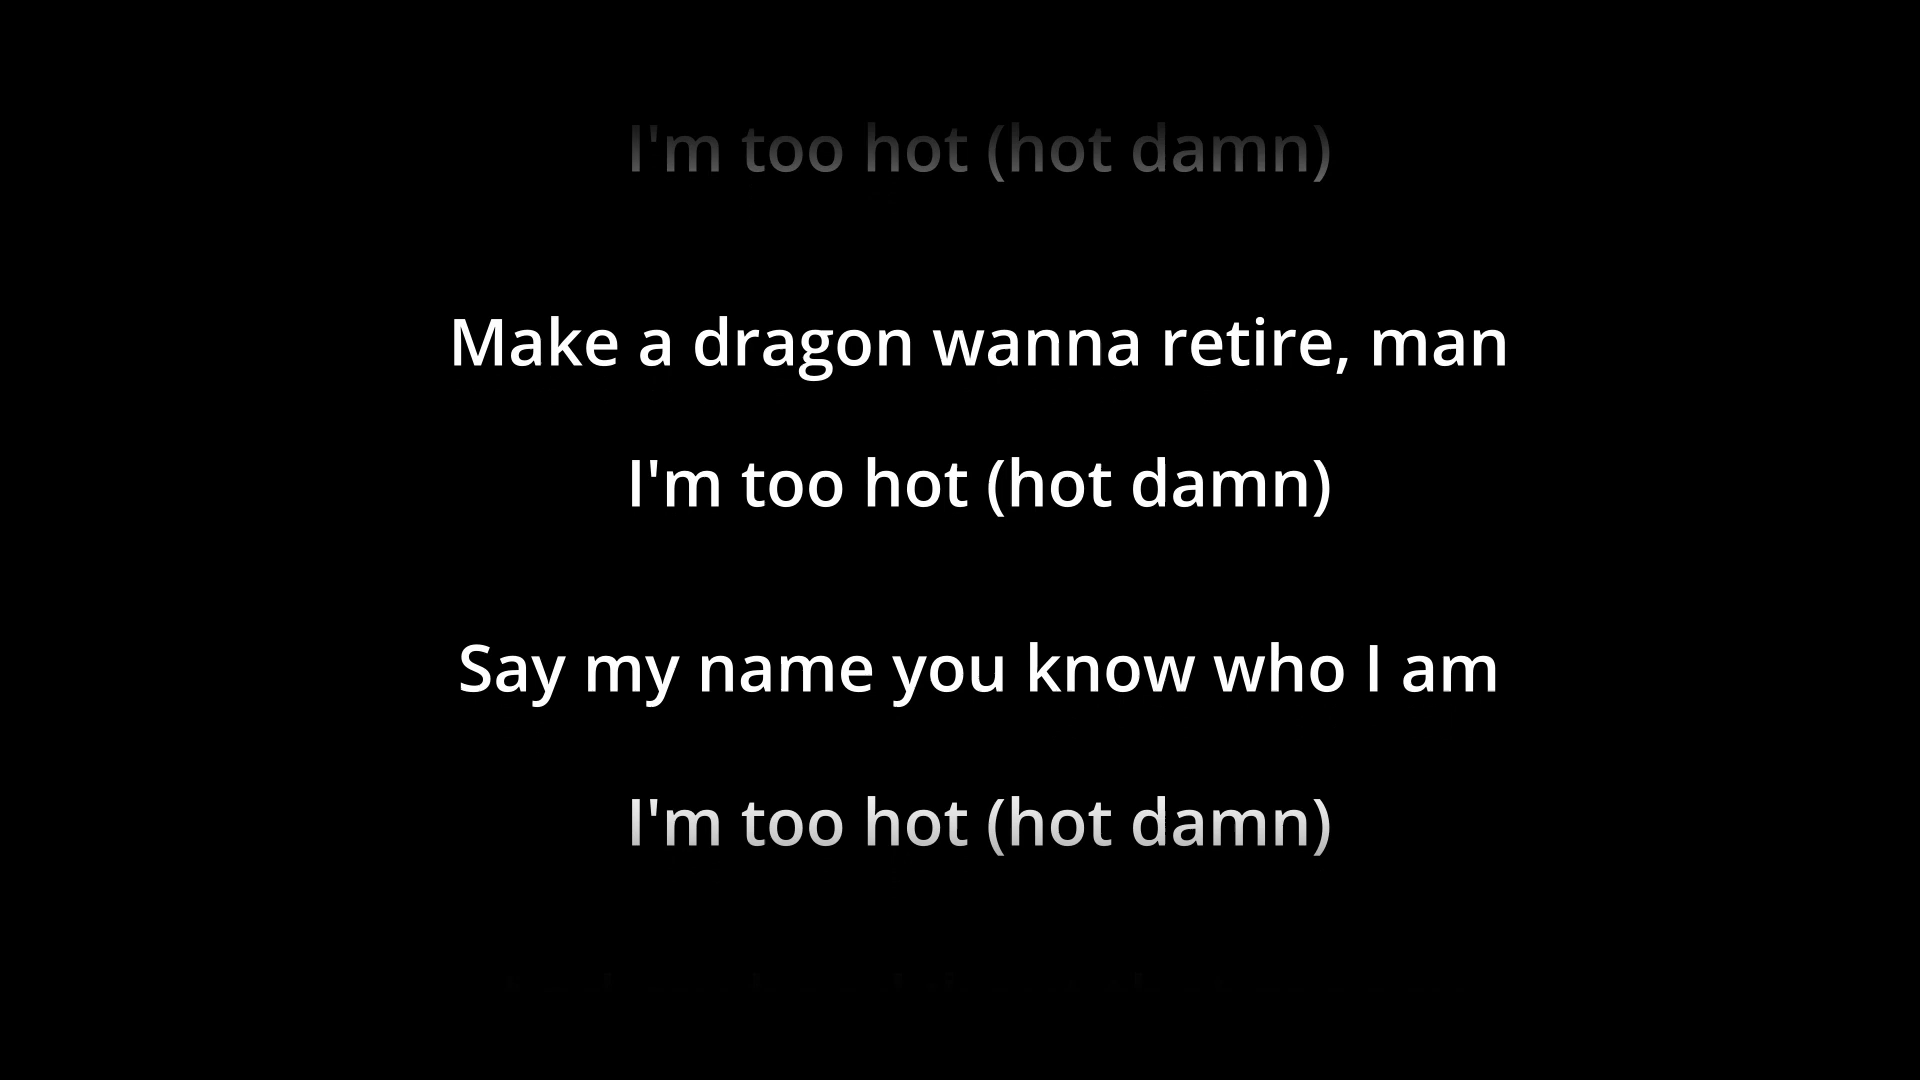 I'm too hot (hot damn)
Make a dragon wanna retire, man
I'm too hot (hot damn)
Say my name you know who I am
I'm too hot (hot damn)